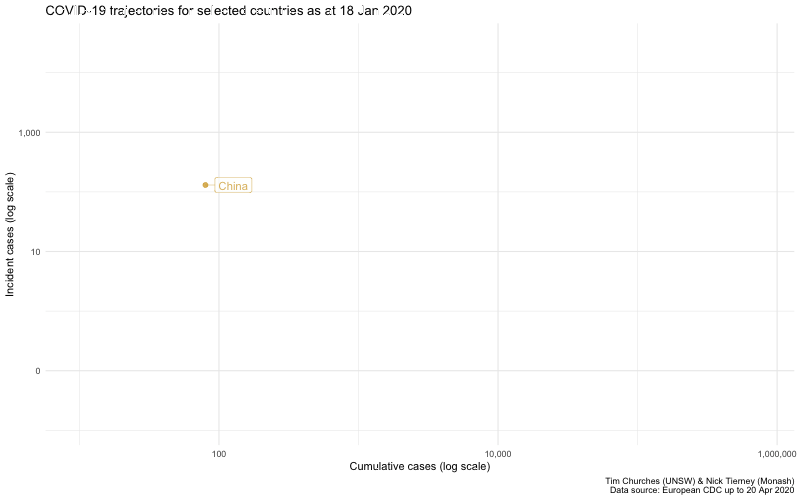 COVID-19 trajectories for selected countries as at 18 Jan 2020
1,000
China
10
0
Incident cases (log scale)
100
10,000
1,000,000
Cumulative cases (log scale)
Tim Churches (UNSW) & Nick Tierney (Monash)
Data source: European CDC up to 20 Apr 2020